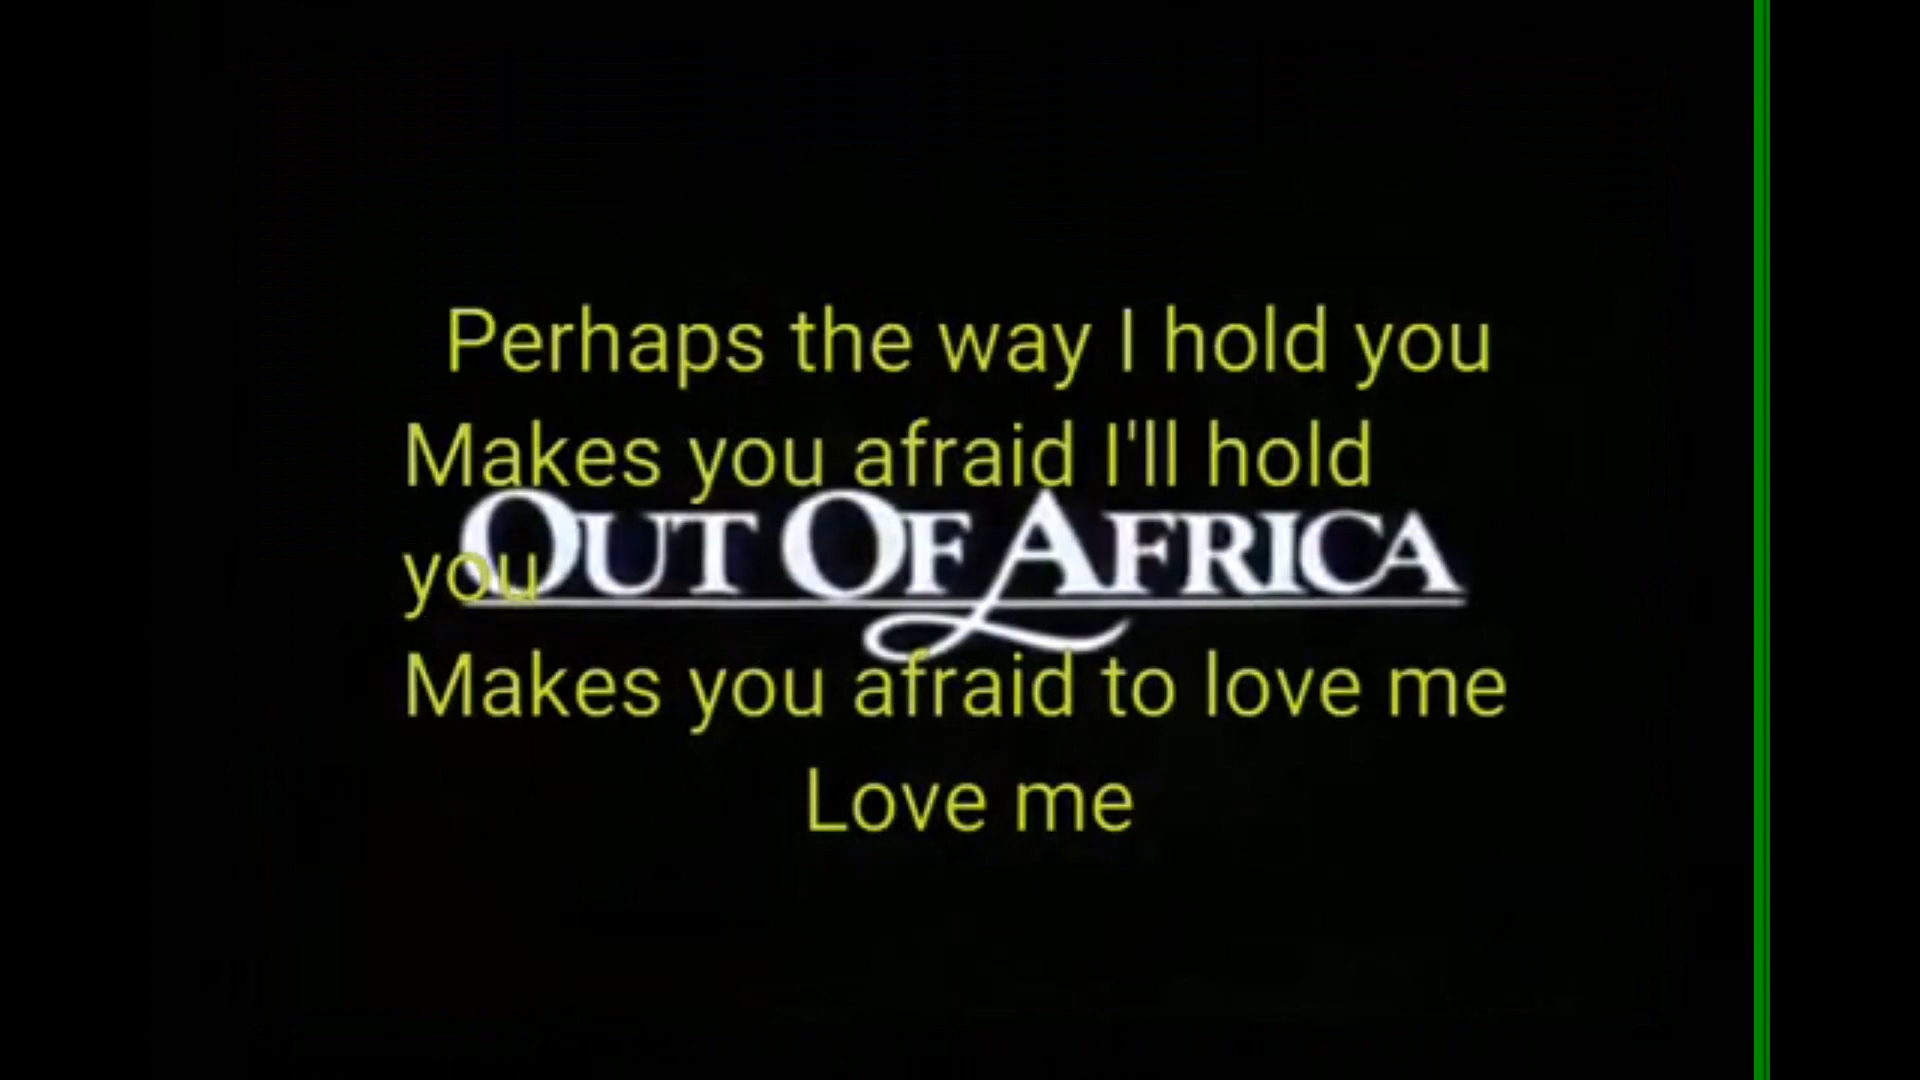 Perhaps the way I hold you
Makes you afraid I'll hold
OUT OF AFRICA
you
Makes you afraid to love me
Love me